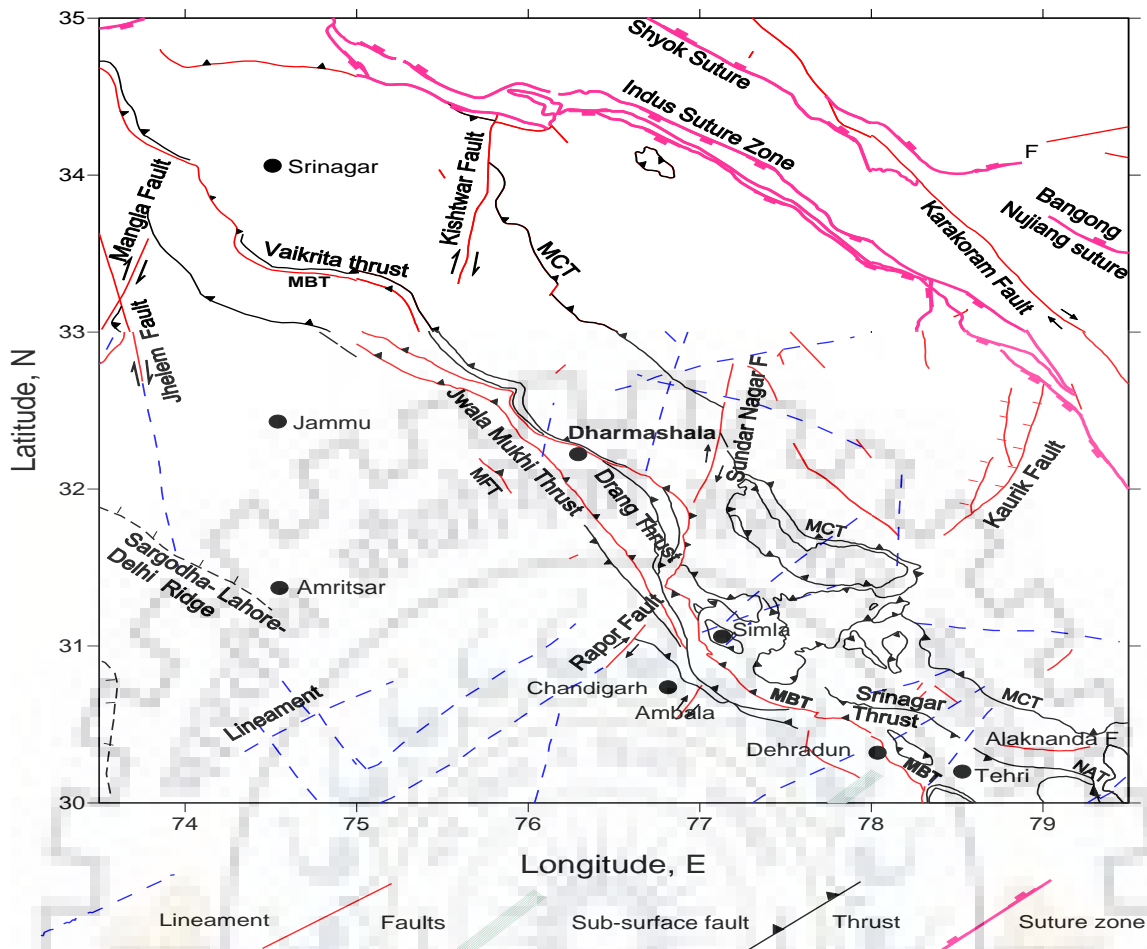 35
34
33
32
31
30
Latitude, N
74
75
76
77
78
79
Longitude, E
Shyok Suture
Indus Suture Zone
F
Bangong
Nujiang suture
Karakoram Fault
Srinagar
Mangla Fault
Kishtwar Fault
MCT
Vaikrita thrust
MBT
Jhelem Fault
Jammu
Jwala Mukhi Thrust
MFT
Dharmashala
Drang Thrust
Sundar Nagar F
Kaurik Fault
MCT
Sargodha-Lahore-
Delhi Ridge
Amritsar
Rapor Fault
Simla
Chandigarh
Ambala
MBT
Srinagar
Thrust
MCT
Lineament
Dehradun
MBT
Alaknanda F
NAT
Tehri
Lineament
Faults
Sub-surface fault
Thrust
Suture zone